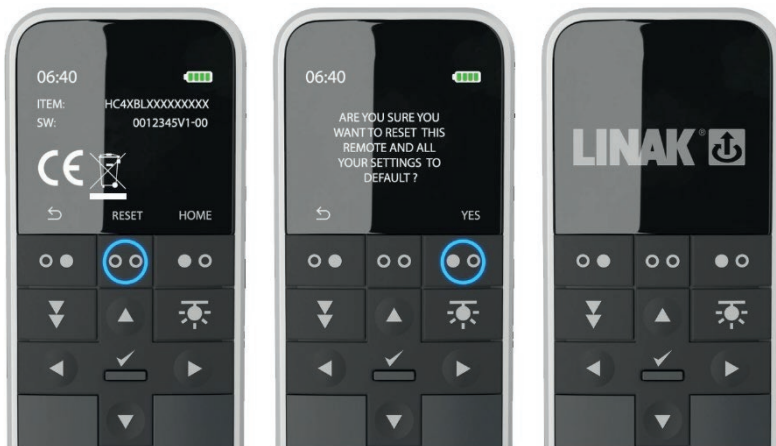 06:40
ITEM: HC4XBLXXXXXXXXX
SW: 0012345V1-00
CE
RESET HOME
06:40
ARE YOU SURE YOU
WANT TO RESET THIS
REMOTE AND ALL
YOUR SETTINGS TO
DEFAULT ?
YES
LINAK®